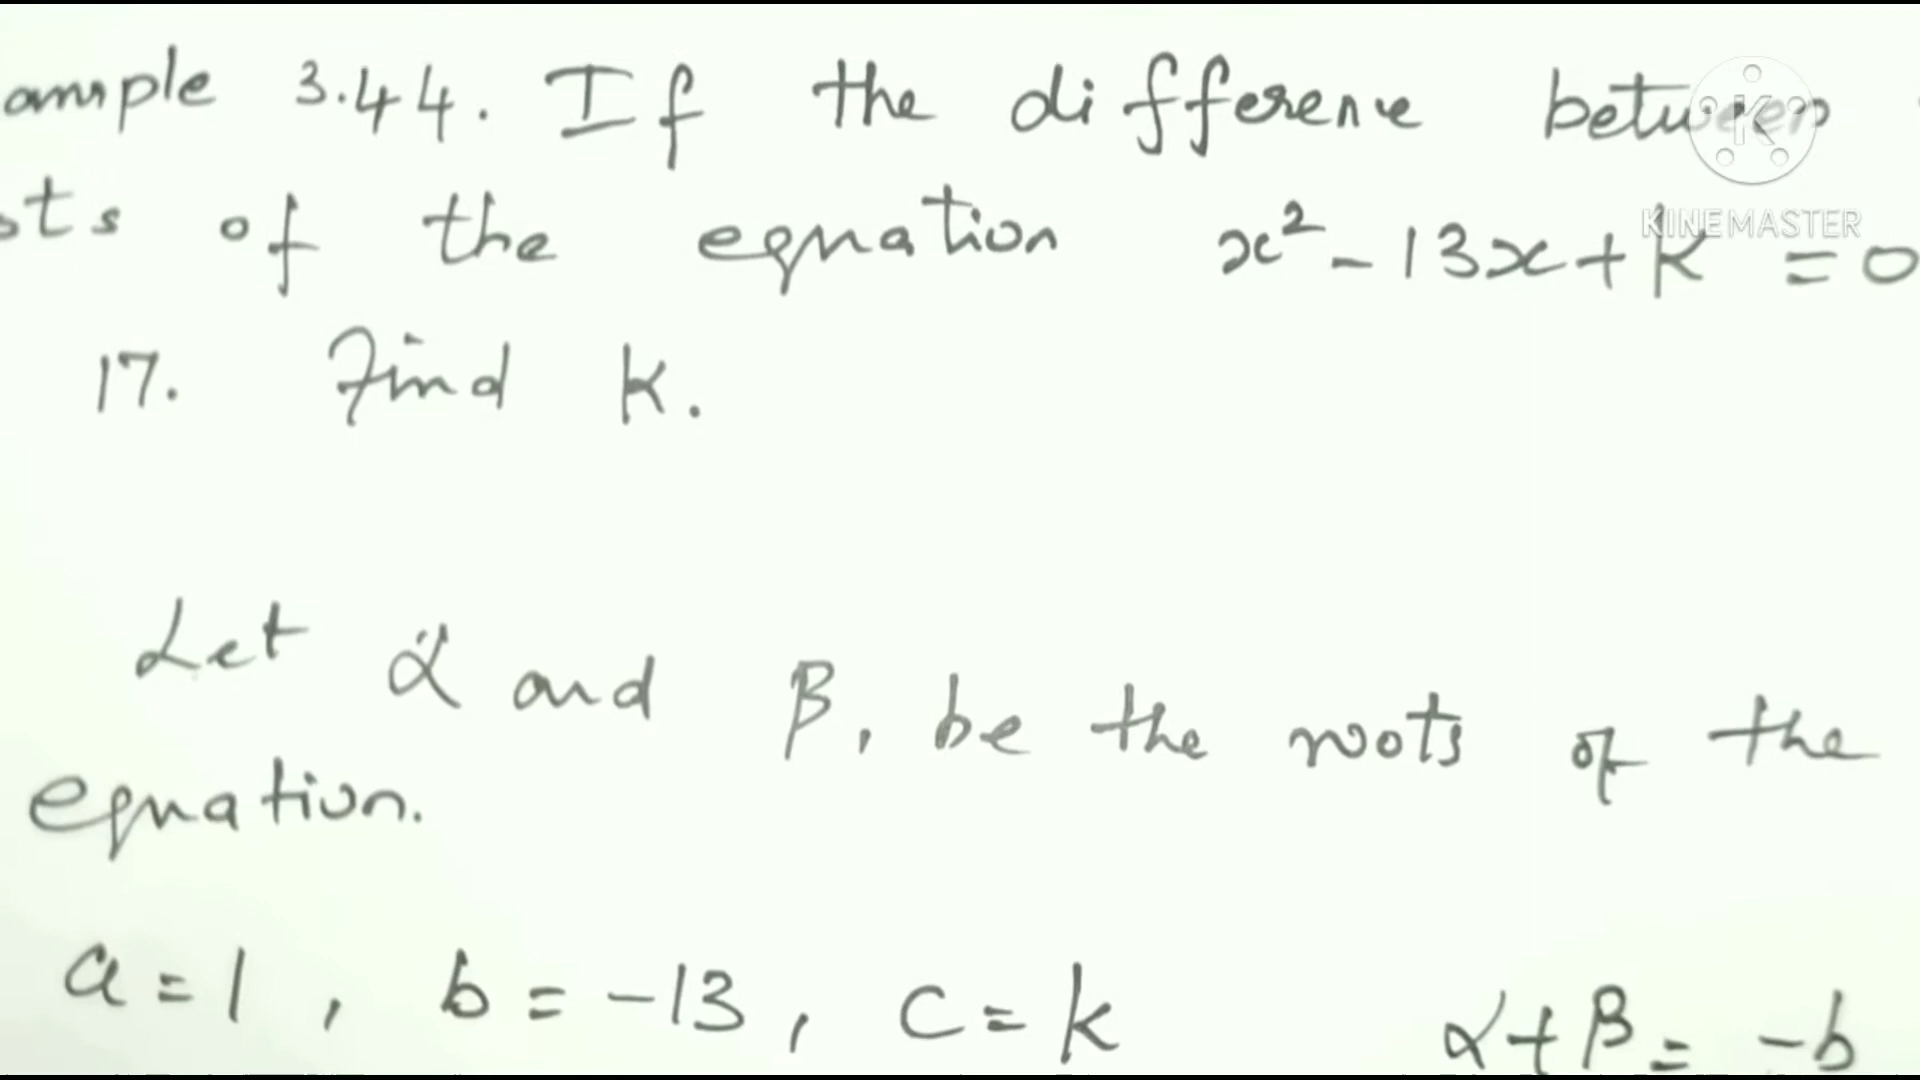 ample 3.44. If the difference between
ots of the equation x² - 13x + K = 0
17. Find K.
Let α and β, be the roots of the
equation.
a = 1, b = -13, c = k α + β = -b
K
KINEMASTER